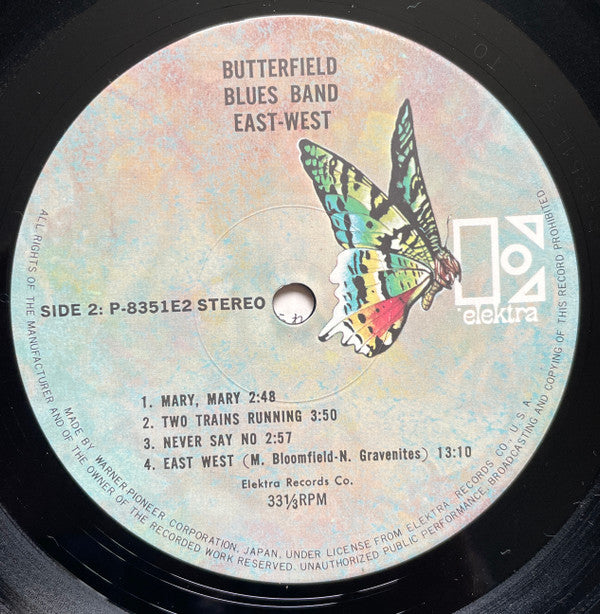 BUTTERFIELD
BLUES BAND
EAST-WEST
elektra
SIDE 2: P-8351E2 STEREO
1. MARY, MARY 2:48
2. TWO TRAINS RUNNING 3:50
3. NEVER SAY NO 2:57
4. EAST WEST (M. Bloomfield-N. Gravenites) 13:10
Elektra Records Co.
33⅓RPM
ALL RIGHTS OF THE MANUFACTURER AND OF THE OWNER OF THE RECORDED WORK RESERVED. UNAUTHORIZED PUBLIC PERFORMANCE, BROADCASTING AND COPYING OF THIS RECORD PROHIBITED
MADE BY WARNER-PIONEER CORPORATION, JAPAN, UNDER LICENSE FROM ELEKTRA RECORDS CO., U.S.A.